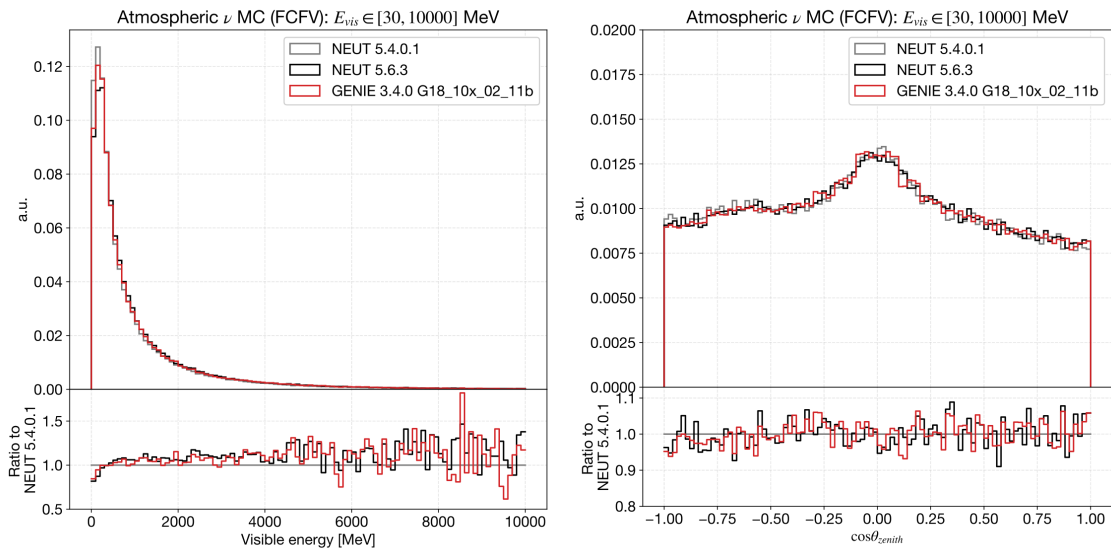 Atmospheric ν MC (FCFV): E_vis ∈ [30, 10000] MeV
NEUT 5.4.0.1
NEUT 5.6.3
GENIE 3.4.0 G18_10x_02_11b
a.u.
0.12
0.10
0.08
0.06
0.04
0.02
0.00
Ratio to
NEUT 5.4.0.1
1.5
1.0
0.5
0 2000 4000 6000 8000 10000
Visible energy [MeV]
Atmospheric ν MC (FCFV): E_vis ∈ [30, 10000] MeV
NEUT 5.4.0.1
NEUT 5.6.3
GENIE 3.4.0 G18_10x_02_11b
a.u.
0.0200
0.0175
0.0150
0.0125
0.0100
0.0075
0.0050
0.0025
0.0000
Ratio to
NEUT 5.4.0.1
1.1
1.0
0.9
0.8
−1.00 −0.75 −0.50 −0.25 0.00 0.25 0.50 0.75 1.00
cosθ_zenith